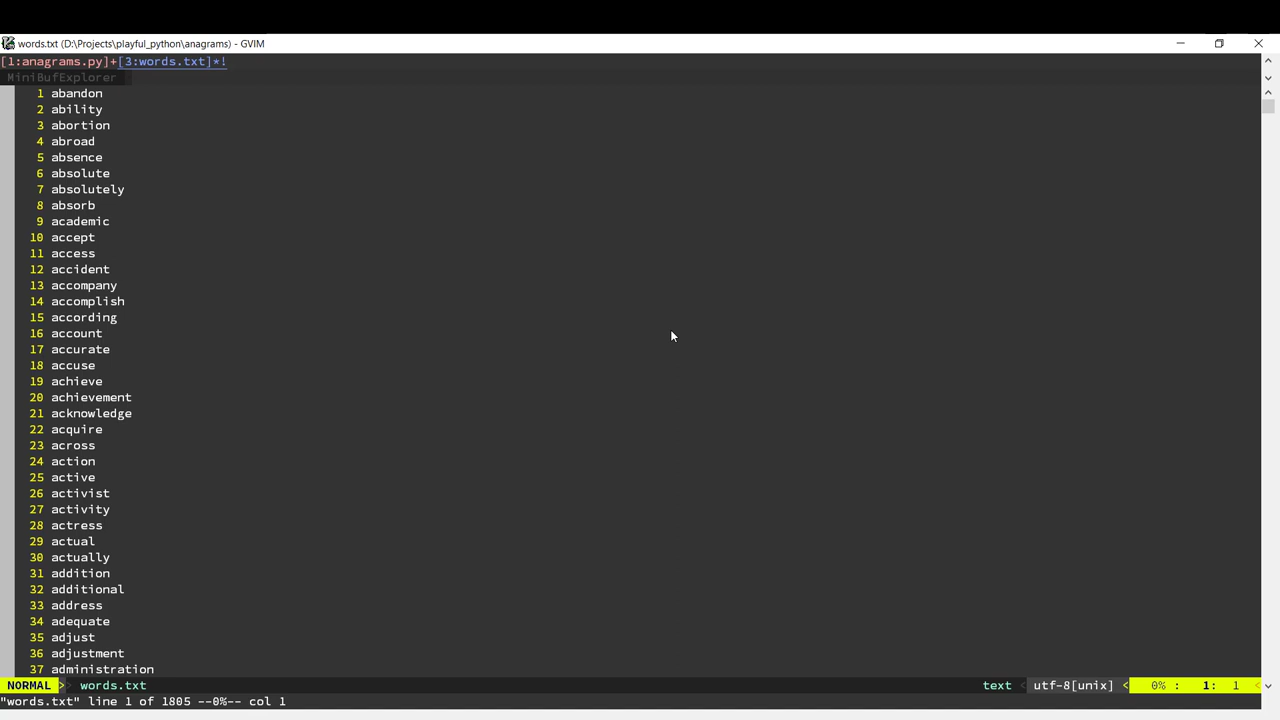 words.txt (D:\Projects\playful_python\anagrams) - GVIM
[1:anagrams.py]+[3:words.txt]*!
MiniBufExplorer
1 abandon
2 ability
3 abortion
4 abroad
5 absence
6 absolute
7 absolutely
8 absorb
9 academic
10 accept
11 access
12 accident
13 accompany
14 accomplish
15 according
16 account
17 accurate
18 accuse
19 achieve
20 achievement
21 acknowledge
22 acquire
23 across
24 action
25 active
26 activist
27 activity
28 actress
29 actual
30 actually
31 addition
32 additional
33 address
34 adequate
35 adjust
36 adjustment
37 administration
NORMAL > words.txt text < utf-8[unix] < 0% : 1: 1 <
"words.txt" line 1 of 1805 --0%-- col 1